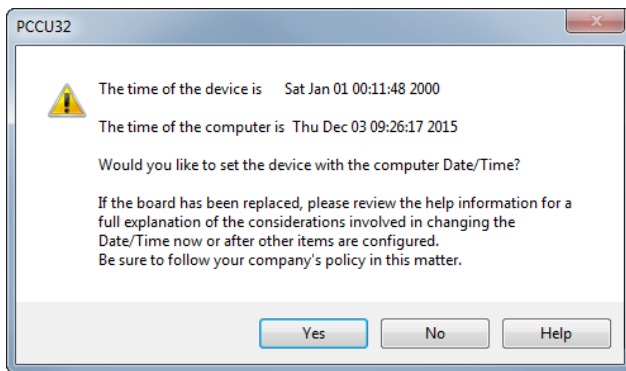 PCCU32
The time of the device is Sat Jan 01 00:11:48 2000
The time of the computer is Thu Dec 03 09:26:17 2015
Would you like to set the device with the computer Date/Time?
If the board has been replaced, please review the help information for a
full explanation of the considerations involved in changing the
Date/Time now or after other items are configured.
Be sure to follow your company's policy in this matter.
Yes No Help